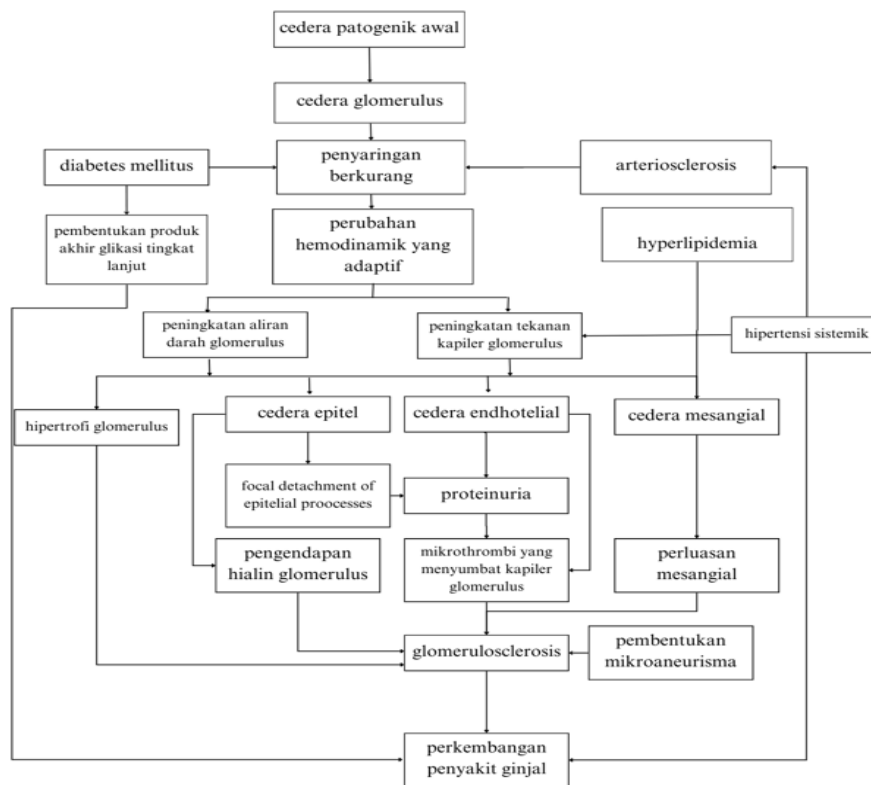 cedera patogenik awal
cedera glomerulus
diabetes mellitus
penyaringan
berkurang
arteriosclerosis
pembentukan produk
akhir glikasi tingkat
lanjut
perubahan
hemodinamik yang
adaptif
hyperlipidemia
peningkatan aliran
darah glomerulus
peningkatan tekanan
kapiler glomerulus
hipertensi sistemik
hipertrofi glomerulus
cedera epitel
cedera endhotelial
cedera mesangial
focal detachment of
epitelial proocesses
proteinuria
pengendapan
hialin glomerulus
mikrothrombi yang
menyumbat kapiler
glomerulus
perluasan
mesangial
glomerulosclerosis
pembentukan
mikroaneurisma
perkembangan
penyakit ginjal